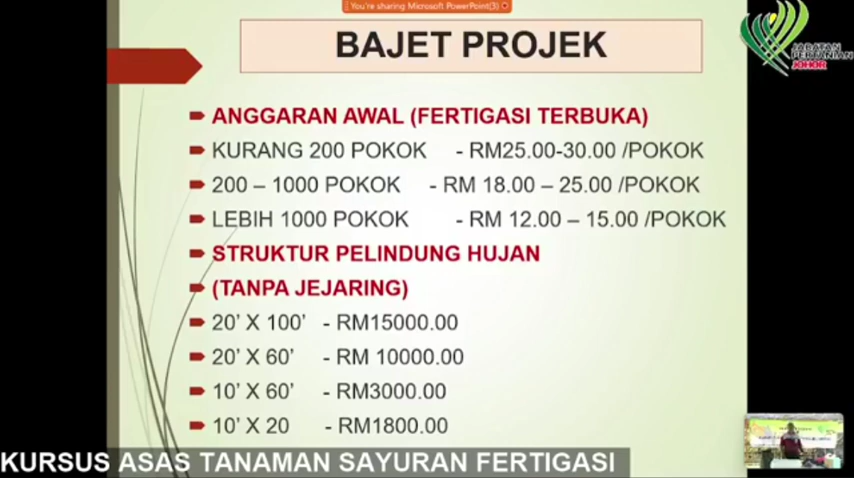 You're sharing Microsoft PowerPoint(3)
BAJET PROJEK
JABATAN
PERTANIAN
JOHOR
ANGGARAN AWAL (FERTIGASI TERBUKA)
KURANG 200 POKOK - RM25.00-30.00 /POKOK
200 – 1000 POKOK - RM 18.00 – 25.00 /POKOK
LEBIH 1000 POKOK - RM 12.00 – 15.00 /POKOK
STRUKTUR PELINDUNG HUJAN
(TANPA JEJARING)
20' X 100' - RM15000.00
20' X 60' - RM 10000.00
10' X 60' - RM3000.00
10' X 20 - RM1800.00
KURSUS ASAS TANAMAN SAYURAN FERTIGASI